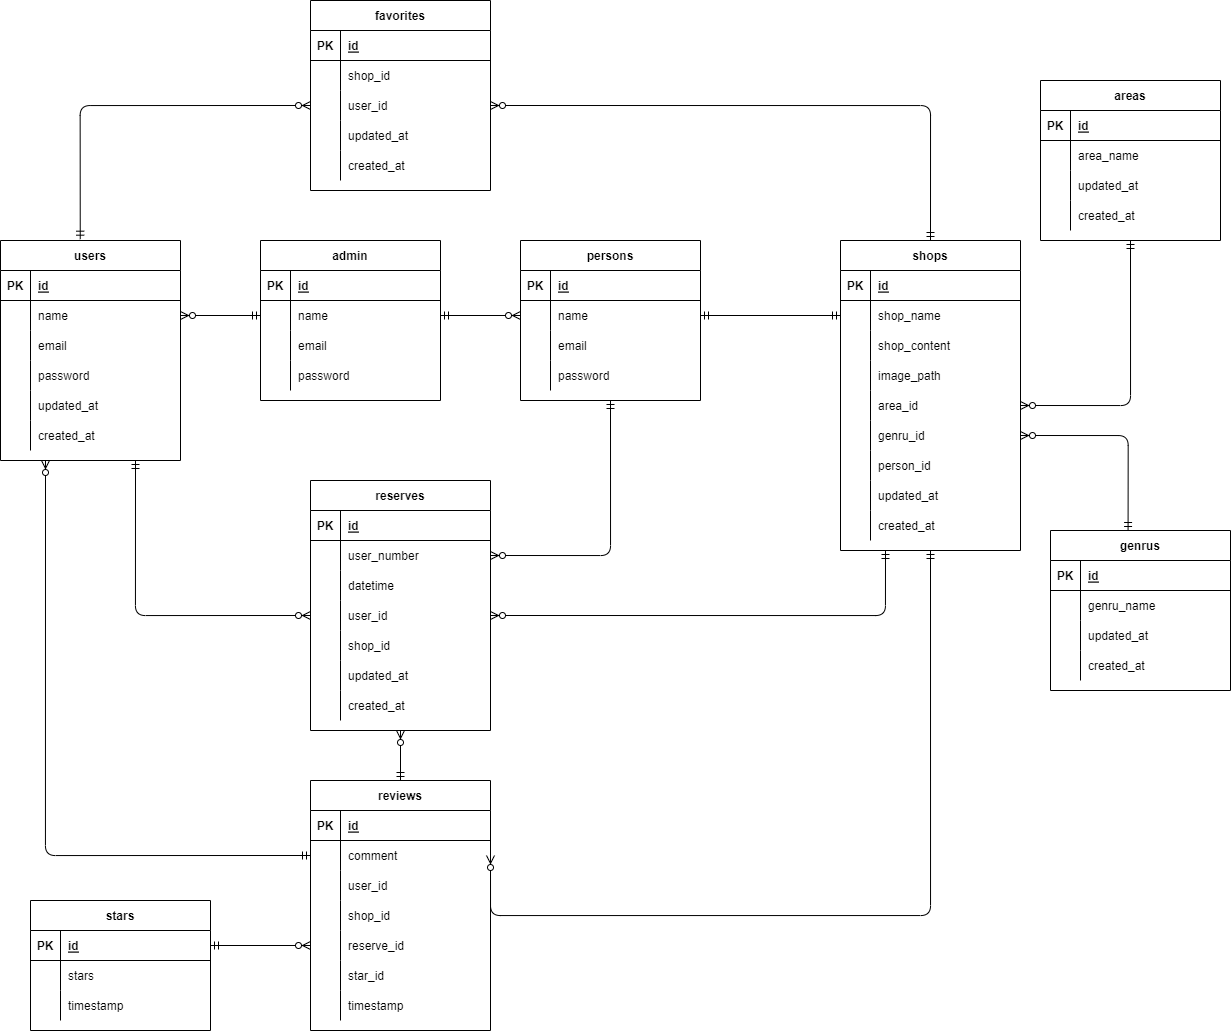 favorites
PK id
shop_id
user_id
updated_at
created_at
areas
PK id
area_name
updated_at
created_at
users
PK id
name
email
password
updated_at
created_at
admin
PK id
name
email
password
persons
PK id
name
email
password
shops
PK id
shop_name
shop_content
image_path
area_id
genru_id
person_id
updated_at
created_at
reserves
PK id
user_number
datetime
user_id
shop_id
updated_at
created_at
genrus
PK id
genru_name
updated_at
created_at
reviews
PK id
comment
user_id
shop_id
reserve_id
star_id
timestamp
stars
PK id
stars
timestamp